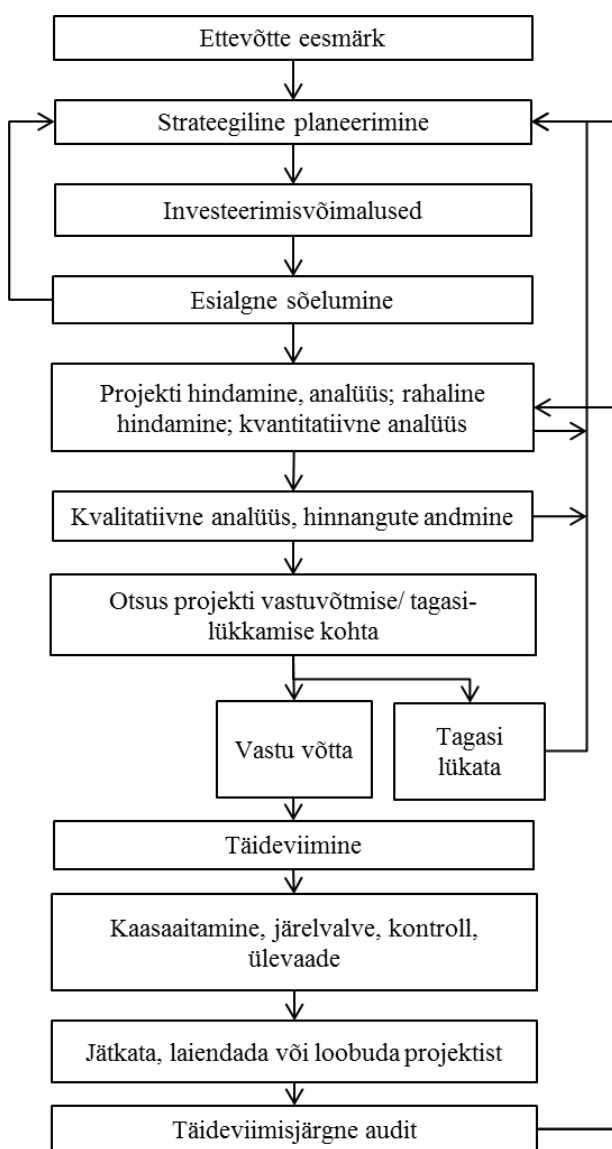 Ettevõtte eesmärk
Strateegiline planeerimine
Investeerimisvõimalused
Esialgne sõelumine
Projekti hindamine, analüüs; rahaline
hindamine; kvantitatiivne analüüs
Kvalitatiivne analüüs, hinnangute andmine
Otsus projekti vastuvõtmise/ tagasi-
lükkamise kohta
Vastu võtta
Tagasi
lükata
Täideviimine
Kaasaaitamine, järelvalve, kontroll,
ülevaade
Jätkata, laiendada või loobuda projektist
Täideviimisjärgne audit